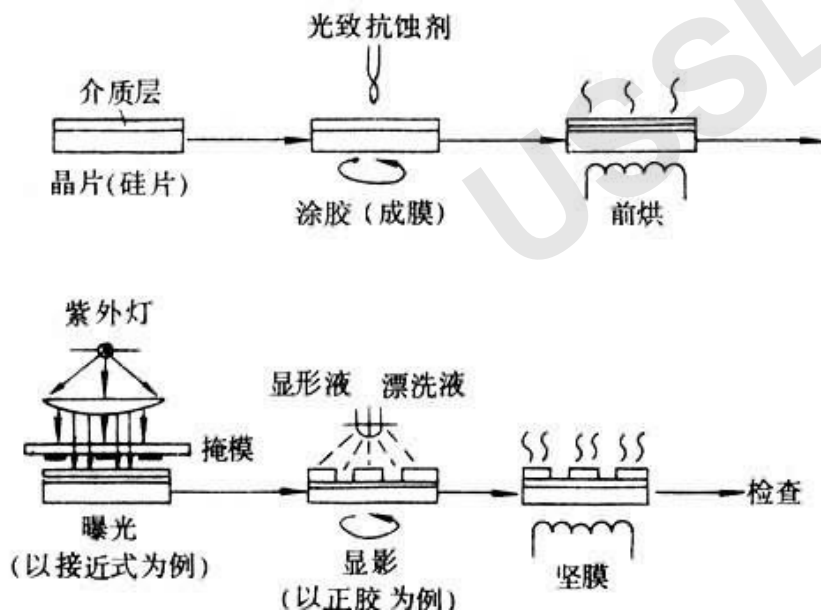 光致抗蚀剂
介质层
晶片(硅片)
涂胶(成膜)
前烘
紫外灯
显形液 漂洗液
掩模
曝光
(以接近式为例)
显影
(以正胶为例)
坚膜
检查
USSL